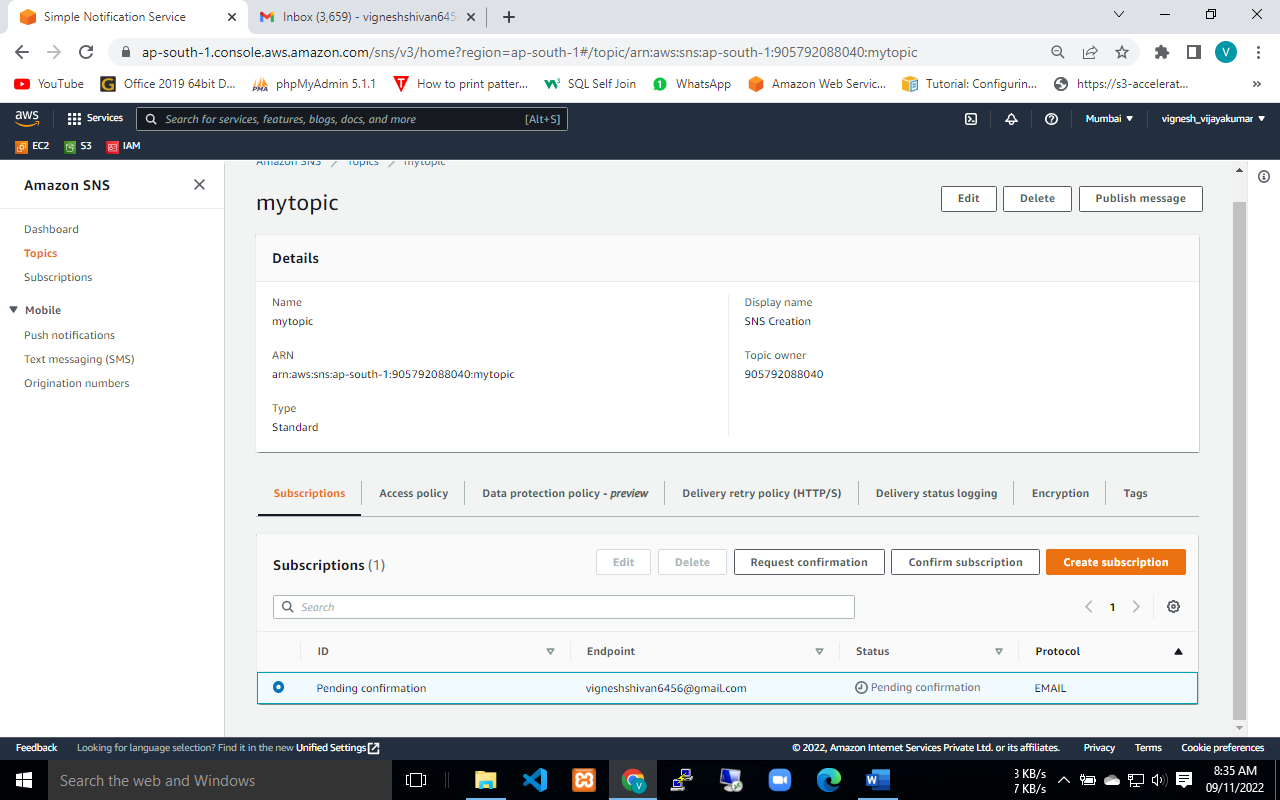 Simple Notification Service
Inbox (3,659) - vigneshshivan645
ap-south-1.console.aws.amazon.com/sns/v3/home?region=ap-south-1#/topic/arn:aws:sns:ap-south-1:905792088040:mytopic
V
YouTube
Office 2019 64bit D...
phpMyAdmin 5.1.1
How to print patter...
SQL Self Join
WhatsApp
Amazon Web Servic...
Tutorial: Configurin...
https://s3-accelerat...
»
aws
Services
Search for services, features, blogs, docs, and more
[Alt+S]
Mumbai
vignesh_vijayakumar
EC2
S3
IAM
Amazon SNS
Dashboard
Topics
Subscriptions
Mobile
Push notifications
Text messaging (SMS)
Origination numbers
Amazon SNS
Topics
mytopic
mytopic
Edit
Delete
Publish message
Details
Name
mytopic
ARN
arn:aws:sns:ap-south-1:905792088040:mytopic
Type
Standard
Display name
SNS Creation
Topic owner
905792088040
Subscriptions
Access policy
Data protection policy - preview
Delivery retry policy (HTTP/S)
Delivery status logging
Encryption
Tags
Subscriptions (1)
Edit
Delete
Request confirmation
Confirm subscription
Create subscription
Search
1
ID
Endpoint
Status
Protocol
Pending confirmation
vigneshshivan6456@gmail.com
Pending confirmation
EMAIL
Feedback
Looking for language selection? Find it in the new Unified Settings
© 2022, Amazon Internet Services Private Ltd. or its affiliates.
Privacy
Terms
Cookie preferences
Search the web and Windows
3 KB/s
7 KB/s
8:35 AM
09/11/2022